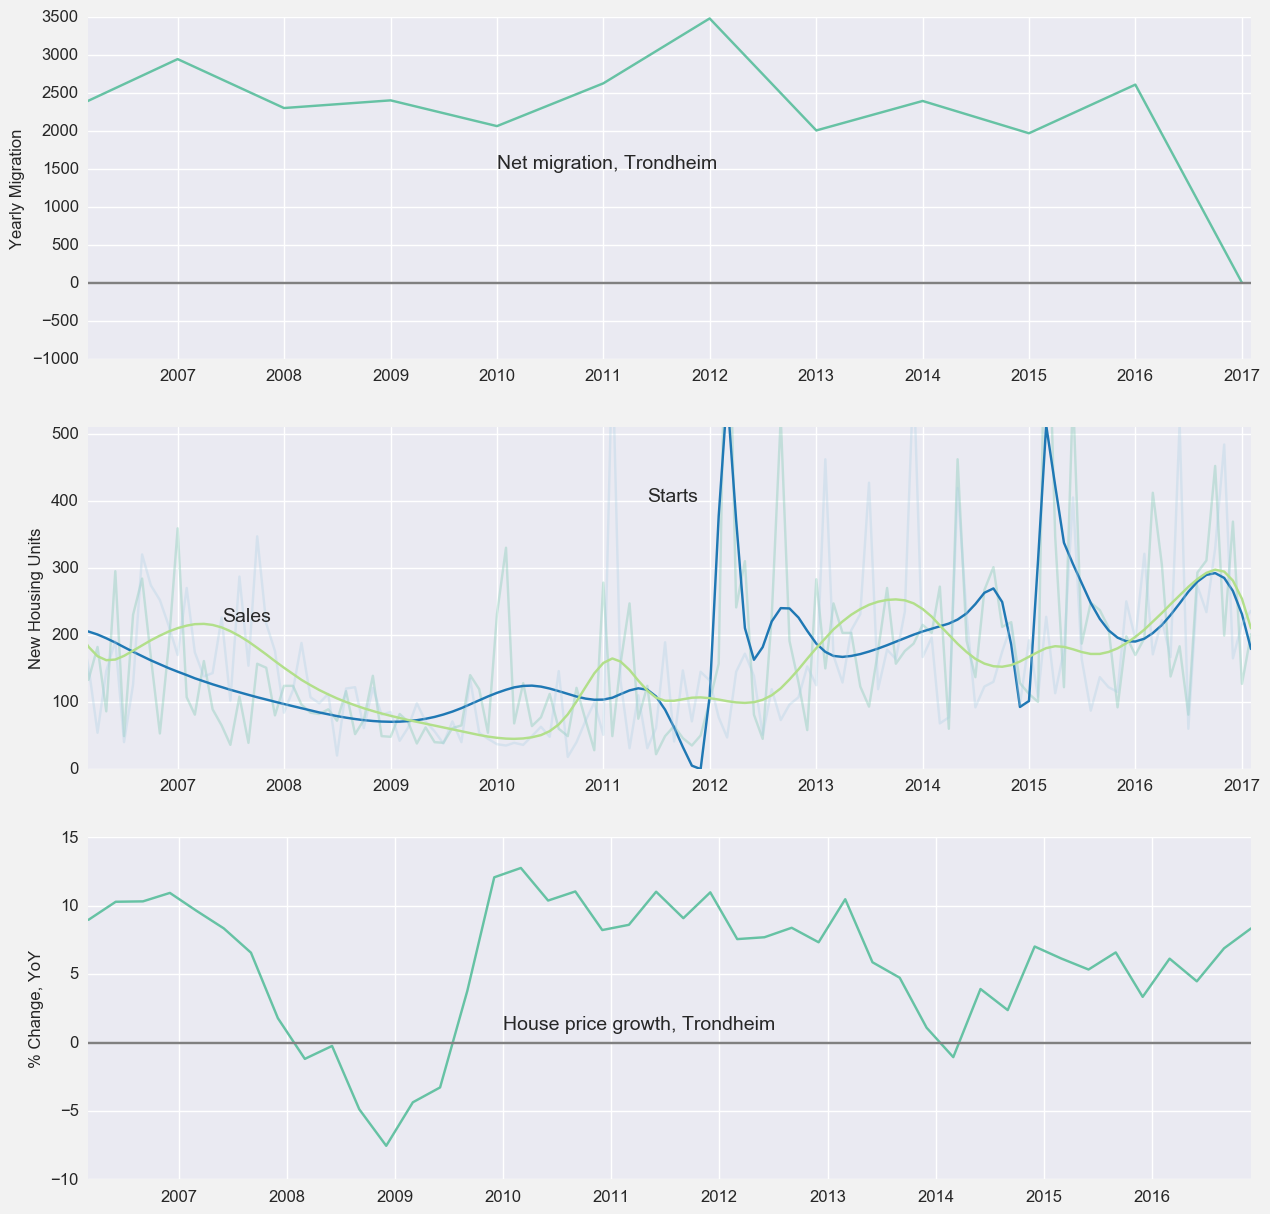 3500
3000
2500
2000
1500
1000
500
0
−1000
−500
Yearly Migration
Net migration, Trondheim
2007 2008 2009 2010 2011 2012 2013 2014 2015 2016 2017
500
400
300
200
100
0
New Housing Units
Starts
Sales
2007 2008 2009 2010 2011 2012 2013 2014 2015 2016 2017
15
10
5
0
−5
−10
% Change, YoY
House price growth, Trondheim
2007 2008 2009 2010 2011 2012 2013 2014 2015 2016